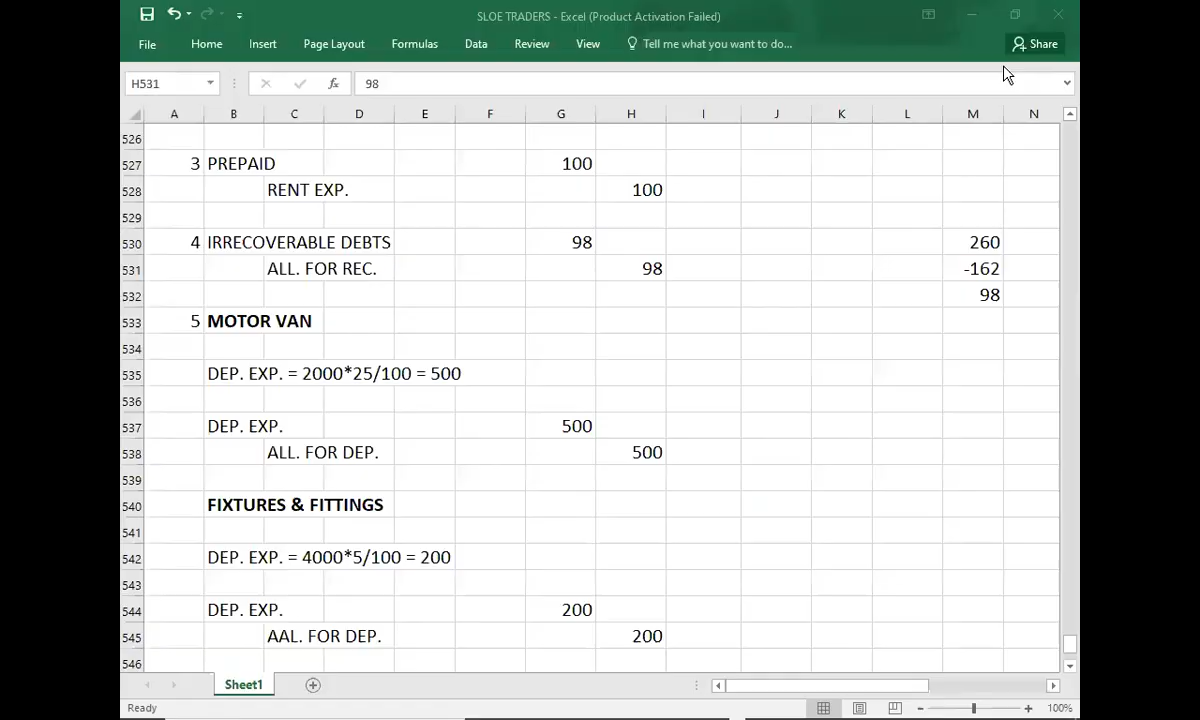 SLOE TRADERS - Excel (Product Activation Failed)
File Home Insert Page Layout Formulas Data Review View Tell me what you want to do... Share
H531 fx 98
A B C D E F G H I J K L M N
526
527 3 PREPAID 100
528 RENT EXP. 100
529
530 4 IRRECOVERABLE DEBTS 98 260
531 ALL. FOR REC. 98 -162
532 98
533 5 MOTOR VAN
534
535 DEP. EXP. = 2000*25/100 = 500
536
537 DEP. EXP. 500
538 ALL. FOR DEP. 500
539
540 FIXTURES & FITTINGS
541
542 DEP. EXP. = 4000*5/100 = 200
543
544 DEP. EXP. 200
545 AAL. FOR DEP. 200
546
Sheet1
Ready 100%